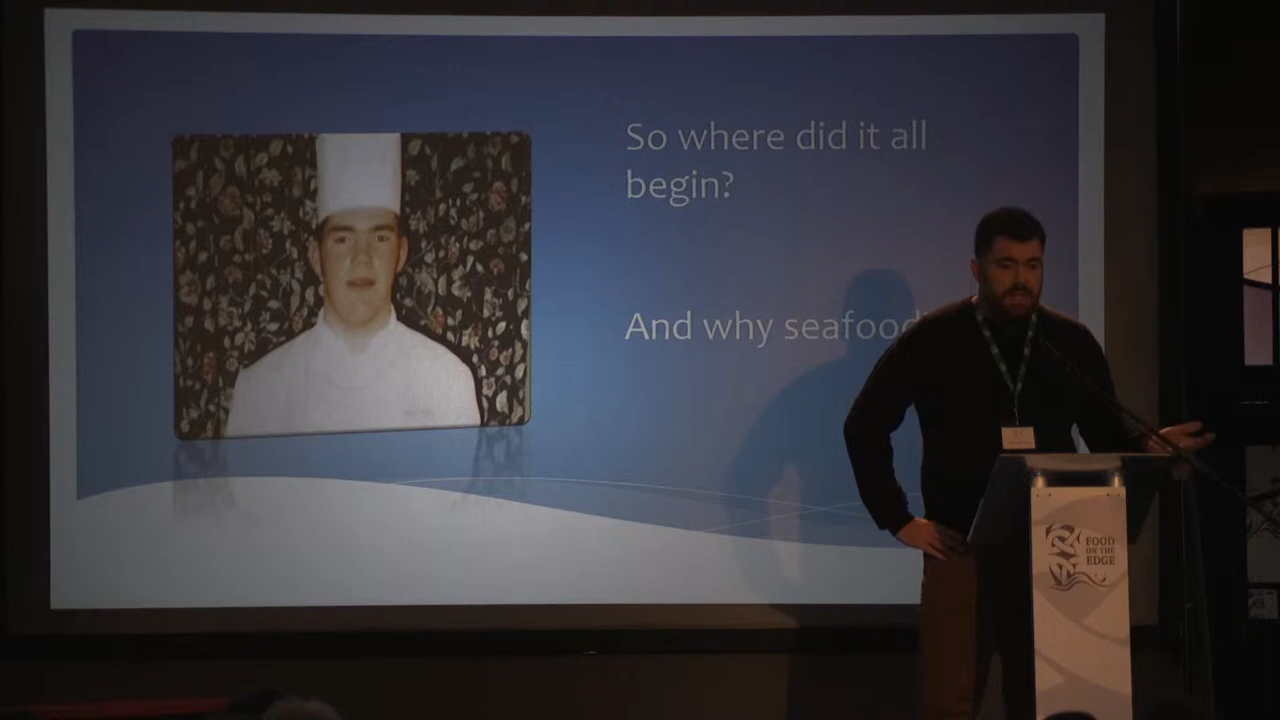 So where did it all
begin?
And why seafood
FOOD
ON THE
EDGE